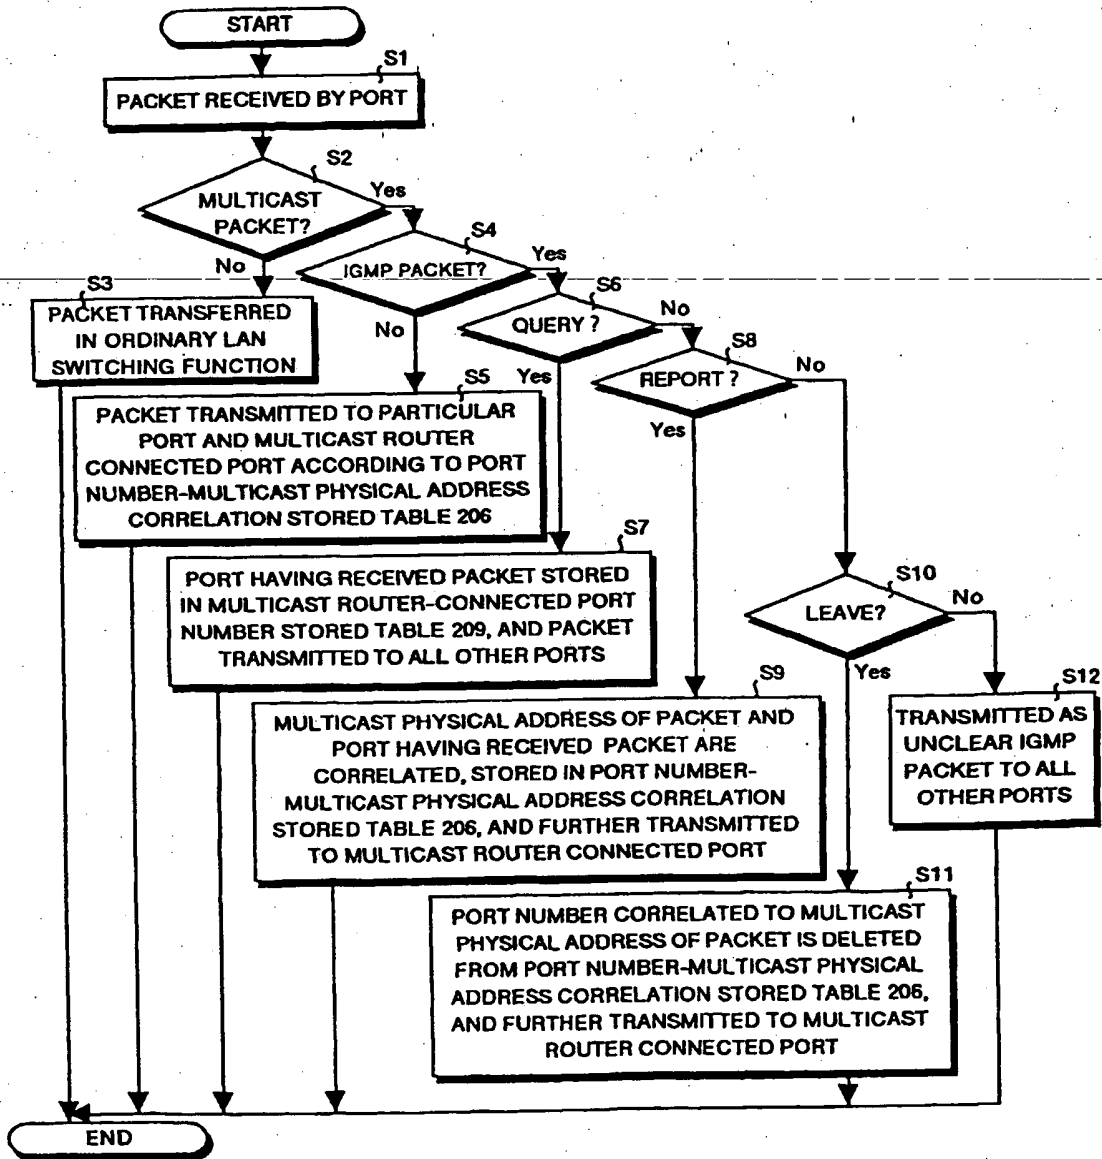 START
S1
PACKET RECEIVED BY PORT
S2
MULTICAST
PACKET?
Yes
No
S4
IGMP PACKET?
Yes
No
S3
PACKET TRANSFERRED
IN ORDINARY LAN
SWITCHING FUNCTION
S6
QUERY ?
No
Yes
S8
REPORT ?
No
Yes
S5
PACKET TRANSMITTED TO PARTICULAR
PORT AND MULTICAST ROUTER
CONNECTED PORT ACCORDING TO PORT
NUMBER-MULTICAST PHYSICAL ADDRESS
CORRELATION STORED TABLE 206
S7
PORT HAVING RECEIVED PACKET STORED
IN MULTICAST ROUTER-CONNECTED PORT
NUMBER STORED TABLE 209, AND PACKET
TRANSMITTED TO ALL OTHER PORTS
S10
LEAVE?
No
Yes
S9
MULTICAST PHYSICAL ADDRESS OF PACKET AND
PORT HAVING RECEIVED PACKET ARE
CORRELATED, STORED IN PORT NUMBER-
MULTICAST PHYSICAL ADDRESS CORRELATION
STORED TABLE 206, AND FURTHER TRANSMITTED
TO MULTICAST ROUTER CONNECTED PORT
S12
TRANSMITTED AS
UNCLEAR IGMP
PACKET TO ALL
OTHER PORTS
S11
PORT NUMBER CORRELATED TO MULTICAST
PHYSICAL ADDRESS OF PACKET IS DELETED
FROM PORT NUMBER-MULTICAST PHYSICAL
ADDRESS CORRELATION STORED TABLE 206,
AND FURTHER TRANSMITTED TO MULTICAST
ROUTER CONNECTED PORT
END